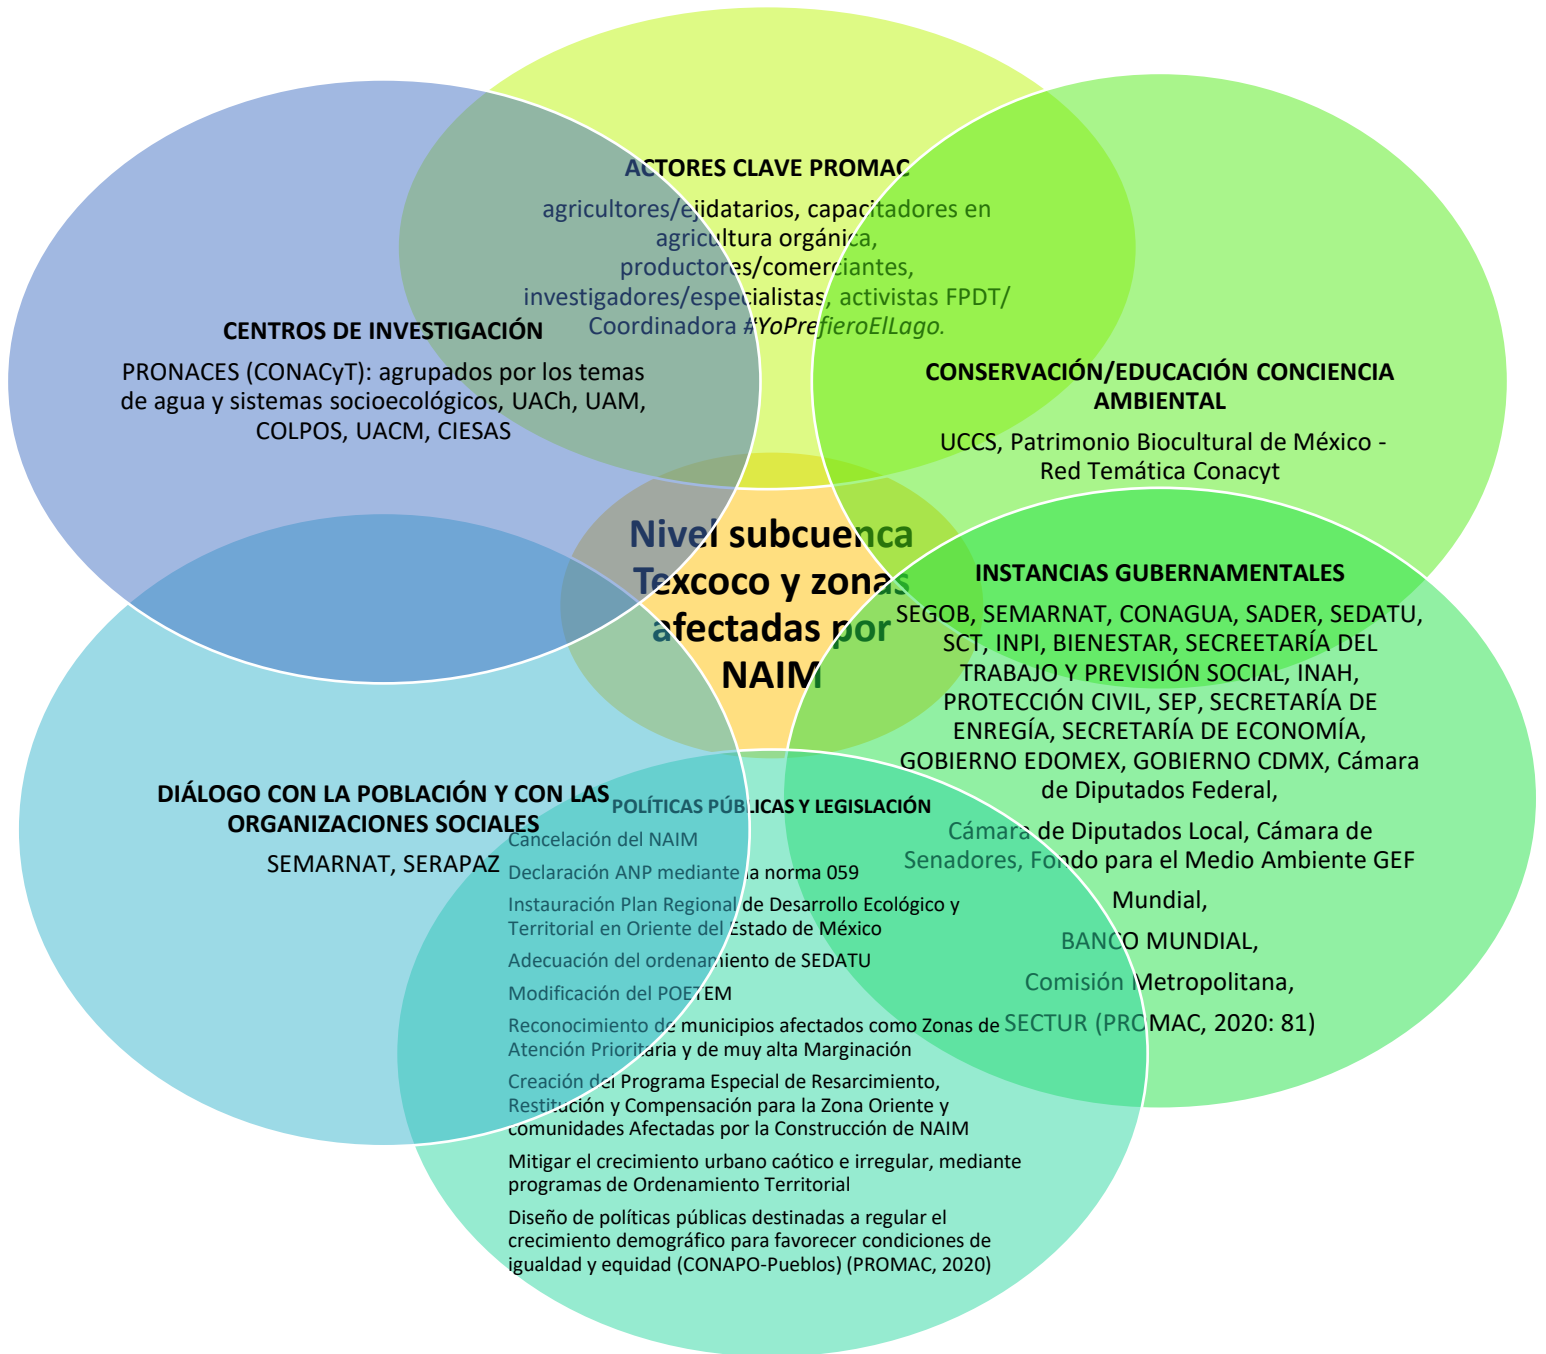 ACTORES CLAVE PROMAC
agricultores/ejidatarios, capacitadores en
agricultura orgánica,
productores/comerciantes,
investigadores/especialistas, activistas FPDT/
Coordinadora #YoPrefieroElLago.
CENTROS DE INVESTIGACIÓN
PRONACES (CONACyT): agrupados por los temas
de agua y sistemas socioecológicos, UACh, UAM,
COLPOS, UACM, CIESAS
CONSERVACIÓN/EDUCACIÓN CONCIENCIA
AMBIENTAL
UCCS, Patrimonio Biocultural de México -
Red Temática Conacyt
Nivel subcuenca
Texcoco y zonas
afectadas por
NAIM
INSTANCIAS GUBERNAMENTALES
SEGOB, SEMARNAT, CONAGUA, SADER, SEDATU,
SCT, INPI, BIENESTAR, SECREETARÍA DEL
TRABAJO Y PREVISIÓN SOCIAL, INAH,
PROTECCIÓN CIVIL, SEP, SECRETARÍA DE
ENREGÍA, SECRETARÍA DE ECONOMÍA,
GOBIERNO EDOMEX, GOBIERNO CDMX, Cámara
de Diputados Federal,
Cámara de Diputados Local, Cámara de
Senadores, Fondo para el Medio Ambiente GEF
Mundial,
BANCO MUNDIAL,
Comisión Metropolitana,
SECTUR (PROMAC, 2020: 81)
DIÁLOGO CON LA POBLACIÓN Y CON LAS
ORGANIZACIONES SOCIALES
SEMARNAT, SERAPAZ
POLÍTICAS PÚBLICAS Y LEGISLACIÓN
Cancelación del NAIM
Declaración ANP mediante la norma 059
Instauración Plan Regional de Desarrollo Ecológico y
Territorial en Oriente del Estado de México
Adecuación del ordenamiento de SEDATU
Modificación del POETEM
Reconocimiento de municipios afectados como Zonas de
Atención Prioritaria y de muy alta Marginación
Creación del Programa Especial de Resarcimiento,
Restitución y Compensación para la Zona Oriente y
comunidades Afectadas por la Construcción de NAIM
Mitigar el crecimiento urbano caótico e irregular, mediante
programas de Ordenamiento Territorial
Diseño de políticas públicas destinadas a regular el
crecimiento demográfico para favorecer condiciones de
igualdad y equidad (CONAPO-Pueblos) (PROMAC, 2020)